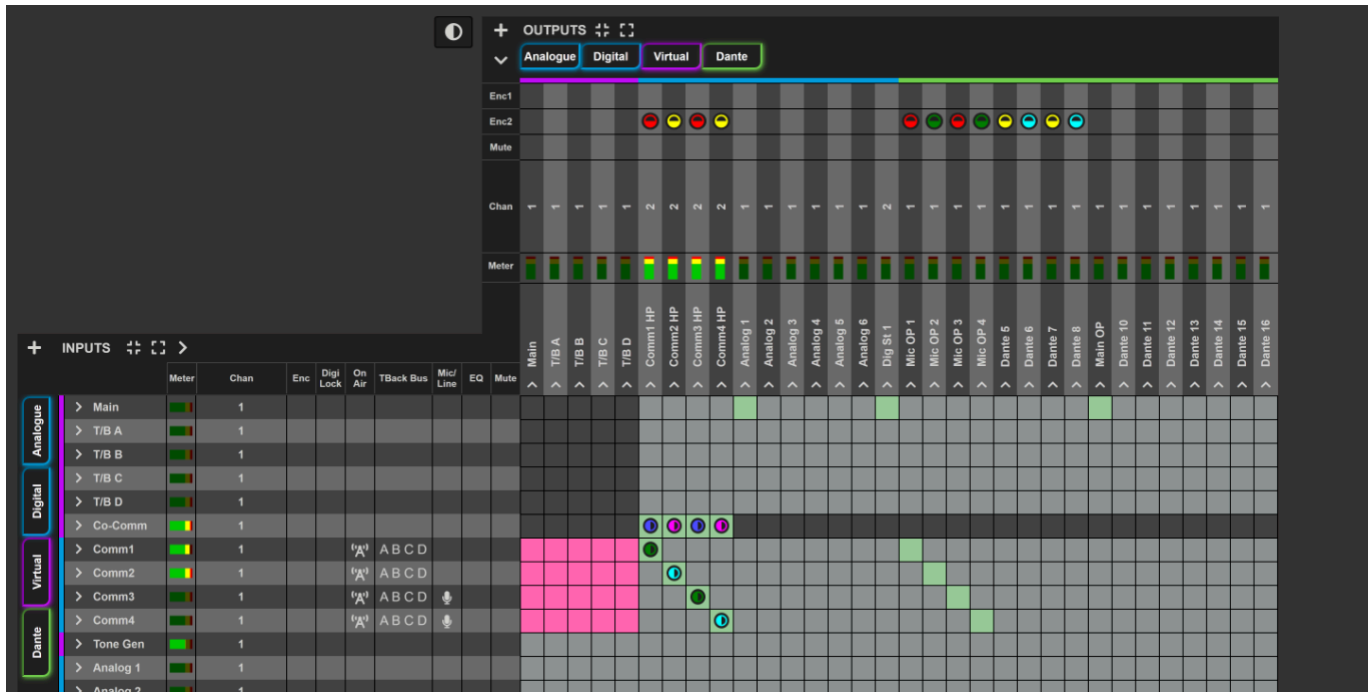 OUTPUTS
Analogue Digital Virtual Dante
Enc1
Enc2
Mute
Chan 1 1 1 1 1 2 2 2 2 1 1 1 1 1 1 2 1 1 1 1 1 1 1 1 1 1 1 1 1 1 1 1
Meter
Main T/B A T/B B T/B C T/B D Comm1 HP Comm2 HP Comm3 HP Comm4 HP Analog 1 Analog 2 Analog 3 Analog 4 Analog 5 Analog 6 Dig St 1 Mic OP 1 Mic OP 2 Mic OP 3 Mic OP 4 Dante 5 Dante 6 Dante 7 Dante 8 Main OP Dante 10 Dante 11 Dante 12 Dante 13 Dante 14 Dante 15 Dante 16
INPUTS
Meter Chan Enc Digi Lock On Air TBack Bus Mic/ Line EQ Mute
Analogue
Digital
Virtual
Dante
Main 1
T/B A 1
T/B B 1
T/B C 1
T/B D 1
Co-Comm 1
Comm1 1 A B C D
Comm2 1 A B C D
Comm3 1 A B C D
Comm4 1 A B C D
Tone Gen 1
Analog 1 1
Analog 2